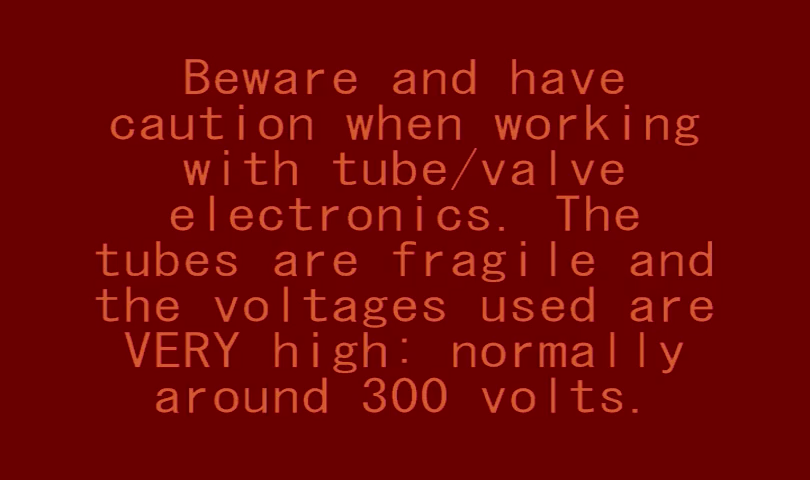 Beware and have
caution when working
with tube/valve
electronics. The
tubes are fragile and
the voltages used are
VERY high: normally
around 300 volts.